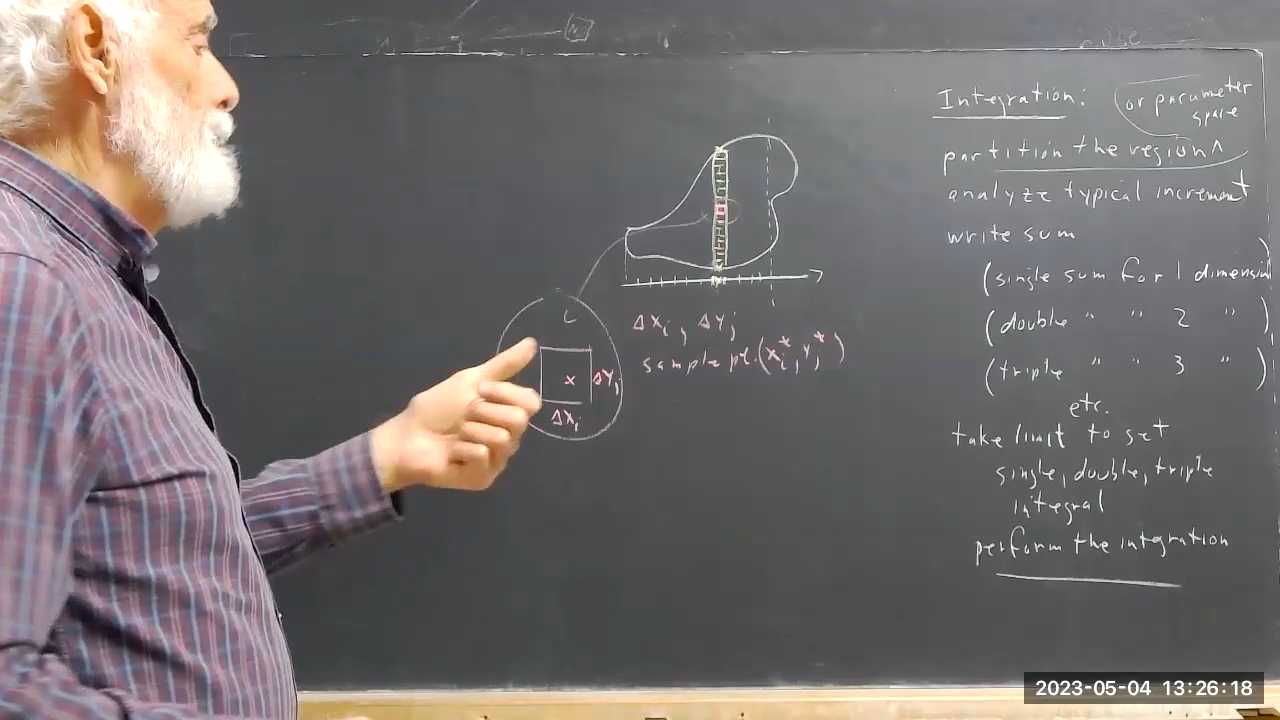 Integration:
or parameter
space
partition the region ^
analyze typical increment
write sum
(single sum for 1 dimension)
(double " " 2 " )
(triple " " 3 " )
etc.
take limit to get
single, double, triple
integral
perform the integration
Δx_i, Δy_j
sample pt. (x_i^*, y_j^*)
x Δy_j
Δx_i
2023-05-04 13:26:18